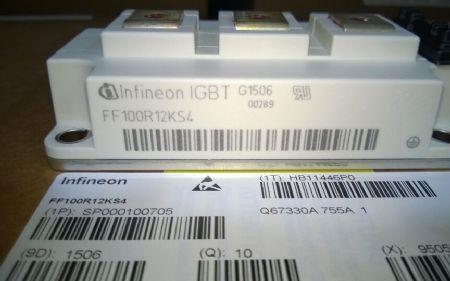 Infineon IGBT G1506
00289
FF100R12KS4
Infineon
(1T): HB11446P0
FF100R12KS4
(1P): SP000100705
Q67330A 755A 1
(9D): 1506
(Q): 10
(X): 9505